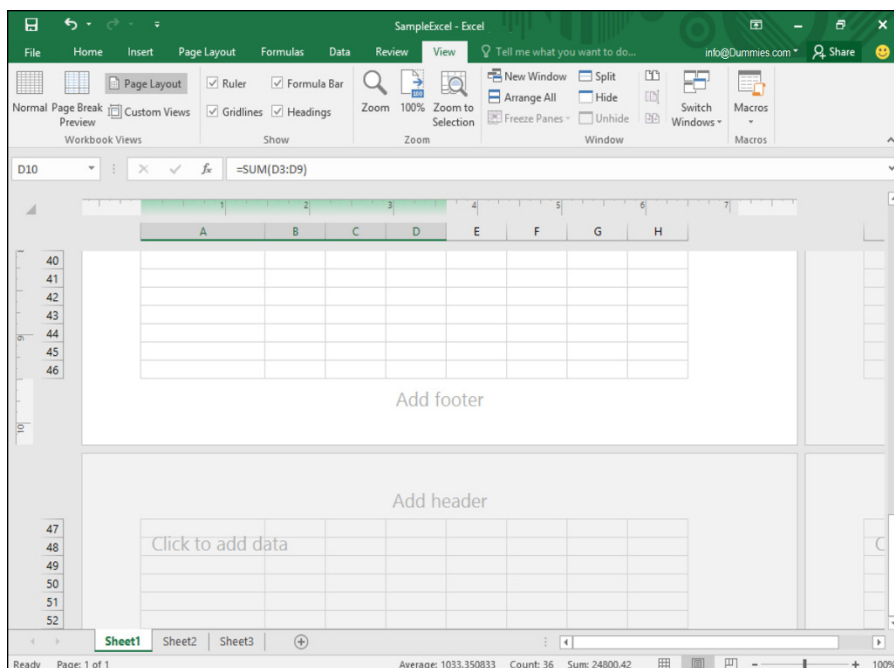 SampleExcel - Excel
File Home Insert Page Layout Formulas Data Review View Tell me what you want to do... info@Dummies.com Share
Normal Page Break Preview Page Layout Custom Views
Workbook Views
Ruler Formula Bar
Gridlines Headings
Show
Zoom 100% Zoom to Selection
Zoom
New Window Split
Arrange All Hide
Freeze Panes Unhide
Switch Windows
Window
Macros
Macros
D10 fx =SUM(D3:D9)
1 2 3 4 5 6 7
A B C D E F G H
40
41
42
43
44
45
46
9
10
Add footer
Add header
47
48 Click to add data C
49
50
51
52
Sheet1 Sheet2 Sheet3
Ready Page: 1 of 1 Average: 1033.350833 Count: 36 Sum: 24800.42 100%